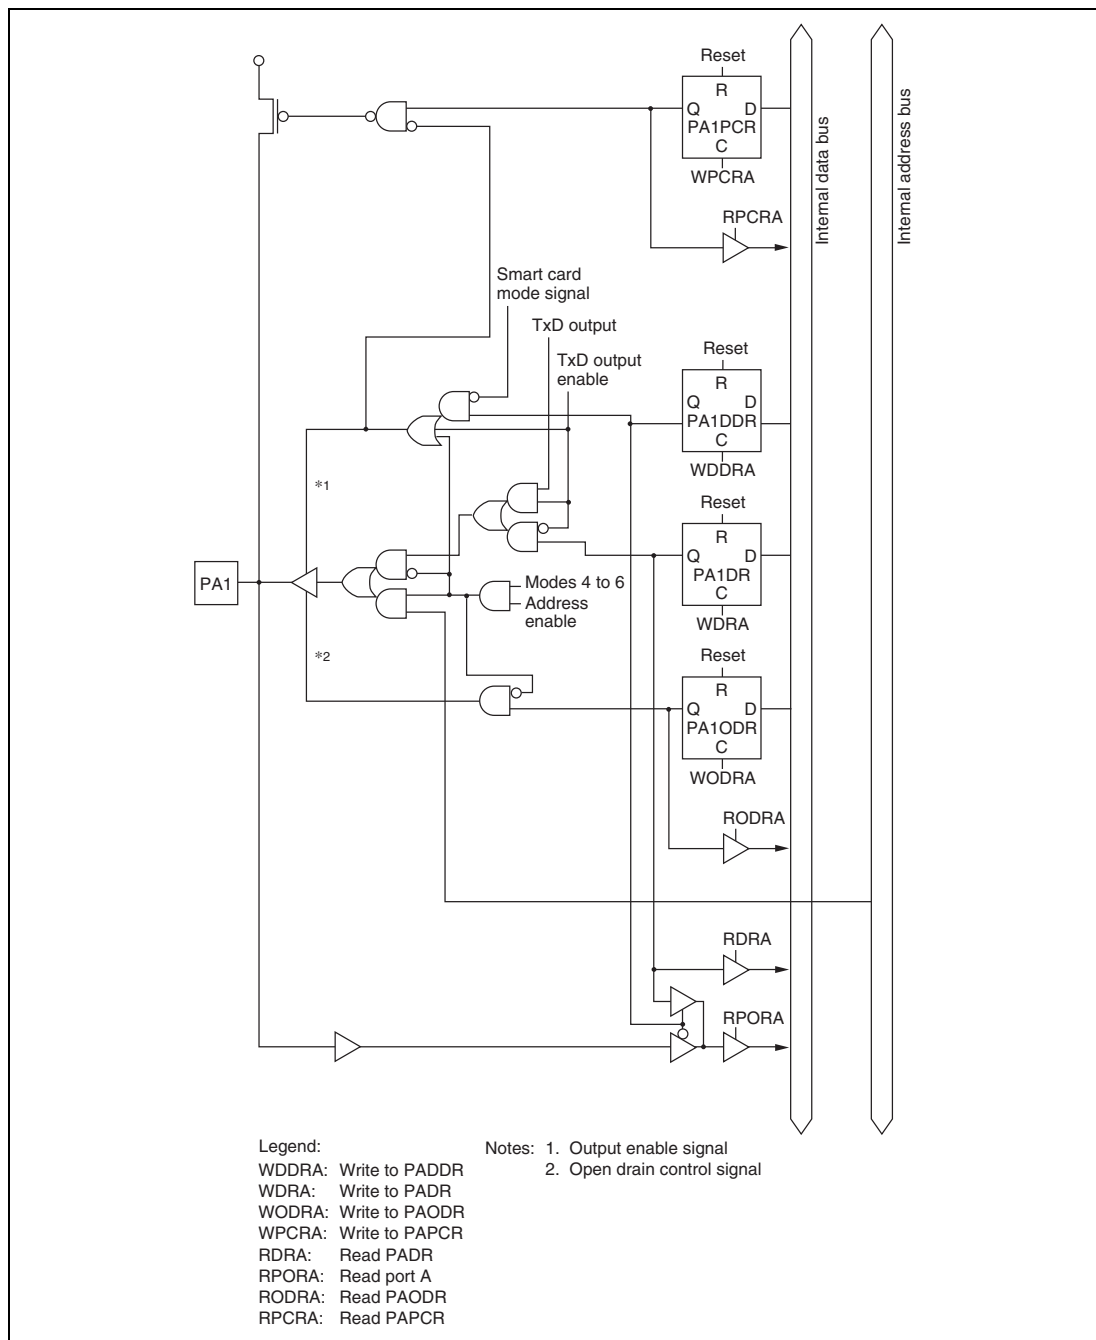 Reset
R
Q D
PA1PCR
C
WPCRA
RPCRA
Internal data bus
Internal address bus
Smart card
mode signal
TxD output
TxD output
enable
Reset
R
Q D
PA1DDR
C
WDDRA
*1
Reset
R
Q D
PA1DR
C
WDRA
PA1
Modes 4 to 6
Address
enable
*2
Reset
R
Q D
PA1ODR
C
WODRA
RODRA
RDRA
RPORA
Legend:
WDDRA: Write to PADDR
WDRA: Write to PADR
WODRA: Write to PAODR
WPCRA: Write to PAPCR
RDRA: Read PADR
RPORA: Read port A
RODRA: Read PAODR
RPCRA: Read PAPCR
Notes: 1. Output enable signal
2. Open drain control signal